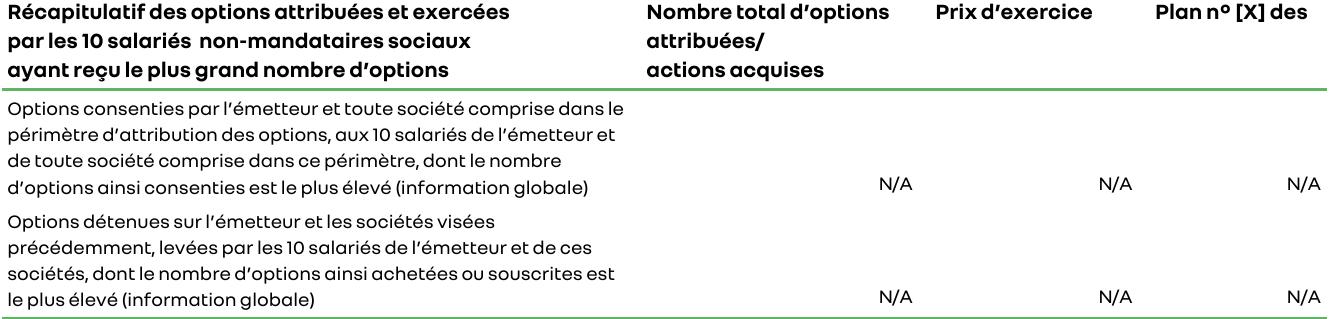 Récapitulatif des options attribuées et exercées
par les 10 salariés non-mandataires sociaux
ayant reçu le plus grand nombre d’options
Nombre total d’options
attribuées/
actions acquises
Prix d’exercice
Plan nº [X] des
Options consenties par l’émetteur et toute société comprise dans le
périmètre d’attribution des options, aux 10 salariés de l’émetteur et
de toute société comprise dans ce périmètre, dont le nombre
d’options ainsi consenties est le plus élevé (information globale)
N/A
N/A
N/A
Options détenues sur l’émetteur et les sociétés visées
précédemment, levées par les 10 salariés de l’émetteur et de ces
sociétés, dont le nombre d’options ainsi achetées ou souscrites est
le plus élevé (information globale)
N/A
N/A
N/A